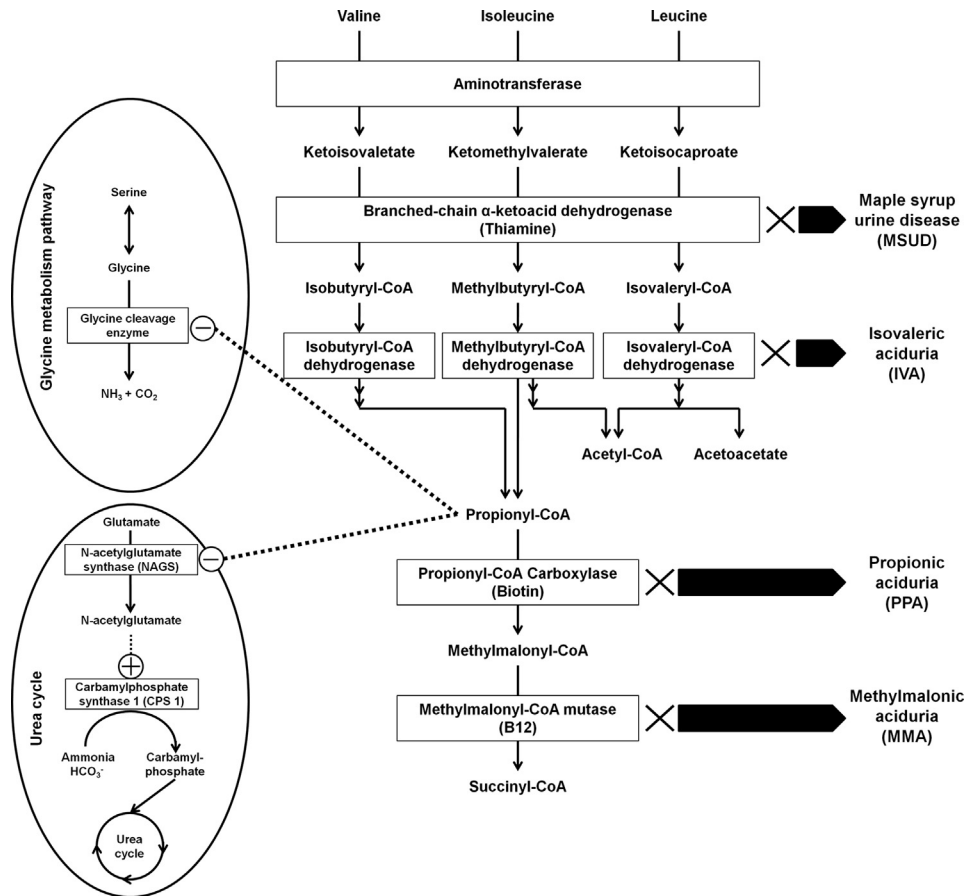 Valine
Isoleucine
Leucine
Aminotransferase
Ketoisovaletate
Ketomethylvalerate
Ketoisocaproate
Branched-chain α-ketoacid dehydrogenase
(Thiamine)
Maple syrup
urine disease
(MSUD)
Isobutyryl-CoA
Methylbutyryl-CoA
Isovaleryl-CoA
Isobutyryl-CoA
dehydrogenase
Methylbutyryl-CoA
dehydrogenase
Isovaleryl-CoA
dehydrogenase
Isovaleric
aciduria
(IVA)
Acetyl-CoA
Acetoacetate
Propionyl-CoA
Propionyl-CoA Carboxylase
(Biotin)
Propionic
aciduria
(PPA)
Methylmalonyl-CoA
Methylmalonyl-CoA mutase
(B12)
Methylmalonic
aciduria
(MMA)
Succinyl-CoA
Glycine metabolism pathway
Serine
Glycine
Glycine cleavage
enzyme
NH₃ + CO₂
Urea cycle
Glutamate
N-acetylglutamate
synthase (NAGS)
N-acetylglutamate
Carbamylphosphate
synthase 1 (CPS 1)
Ammonia
HCO₃⁻
Carbamyl-
phosphate
Urea
cycle